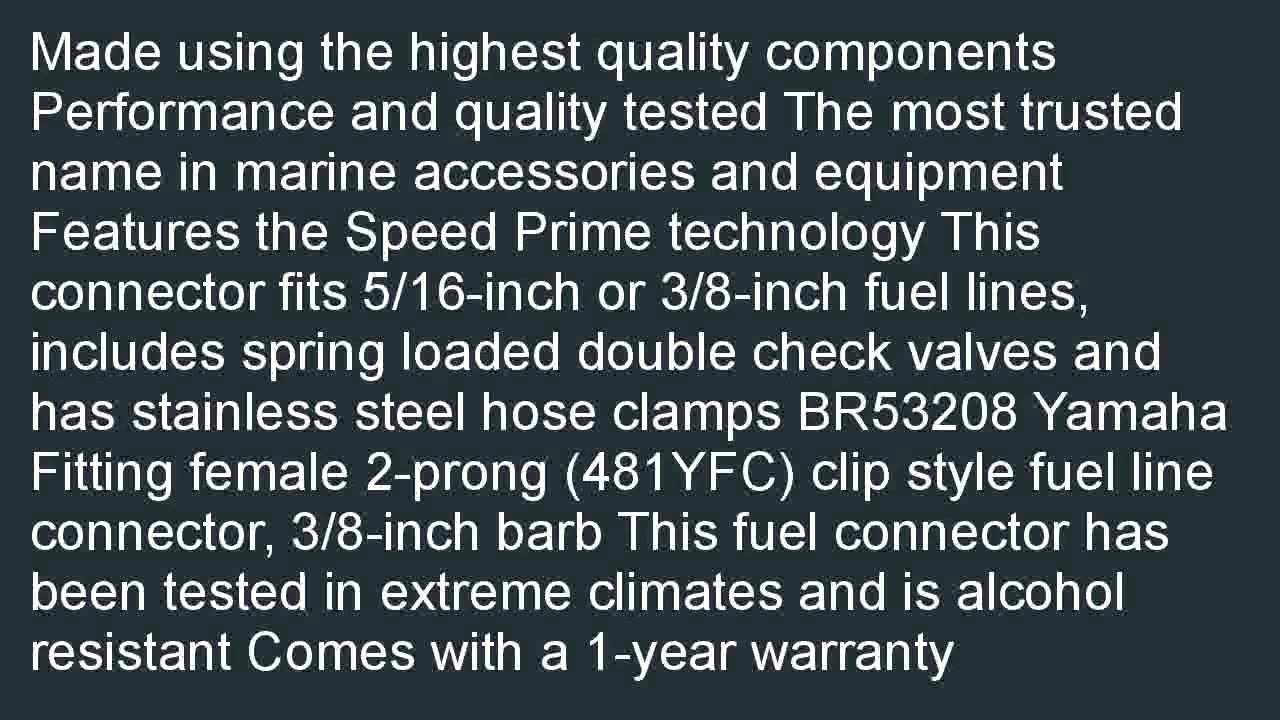 Made using the highest quality components
Performance and quality tested The most trusted
name in marine accessories and equipment
Features the Speed Prime technology This
connector fits 5/16-inch or 3/8-inch fuel lines,
includes spring loaded double check valves and
has stainless steel hose clamps BR53208 Yamaha
Fitting female 2-prong (481YFC) clip style fuel line
connector, 3/8-inch barb This fuel connector has
been tested in extreme climates and is alcohol
resistant Comes with a 1-year warranty